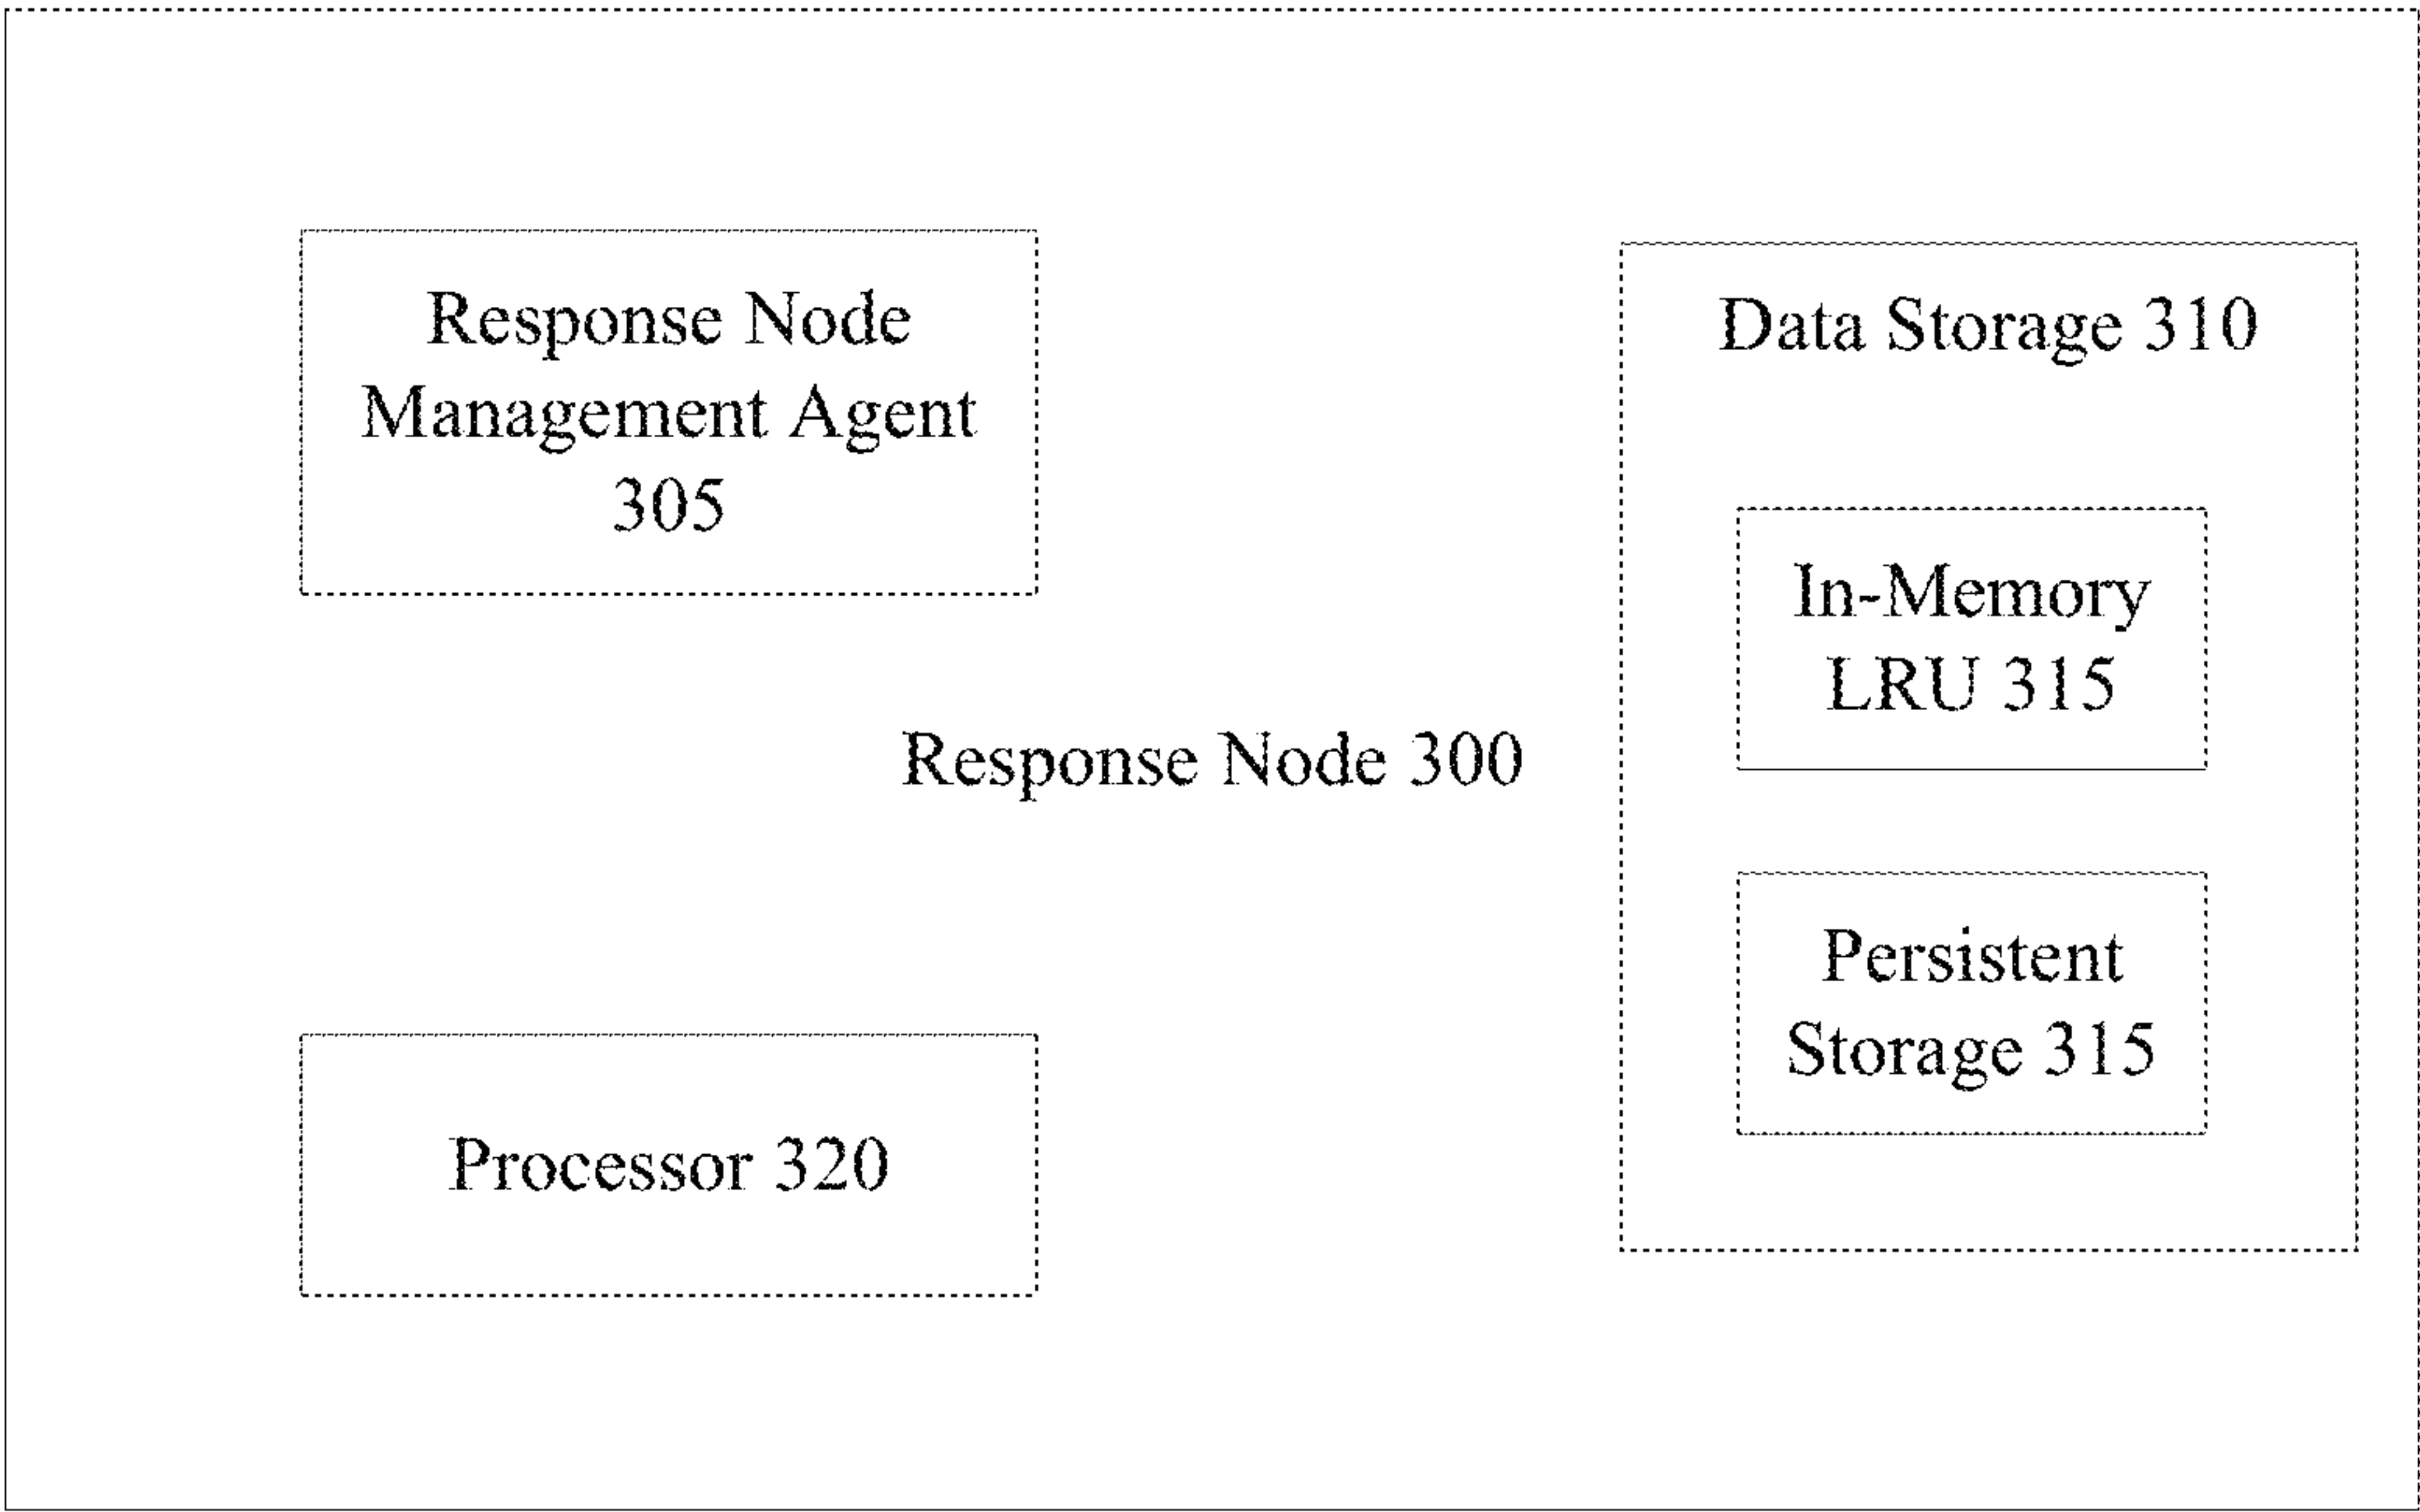 Response Node
Management Agent
305
Data Storage 310
In-Memory
LRU 315
Response Node 300
Persistent
Storage 315
Processor 320